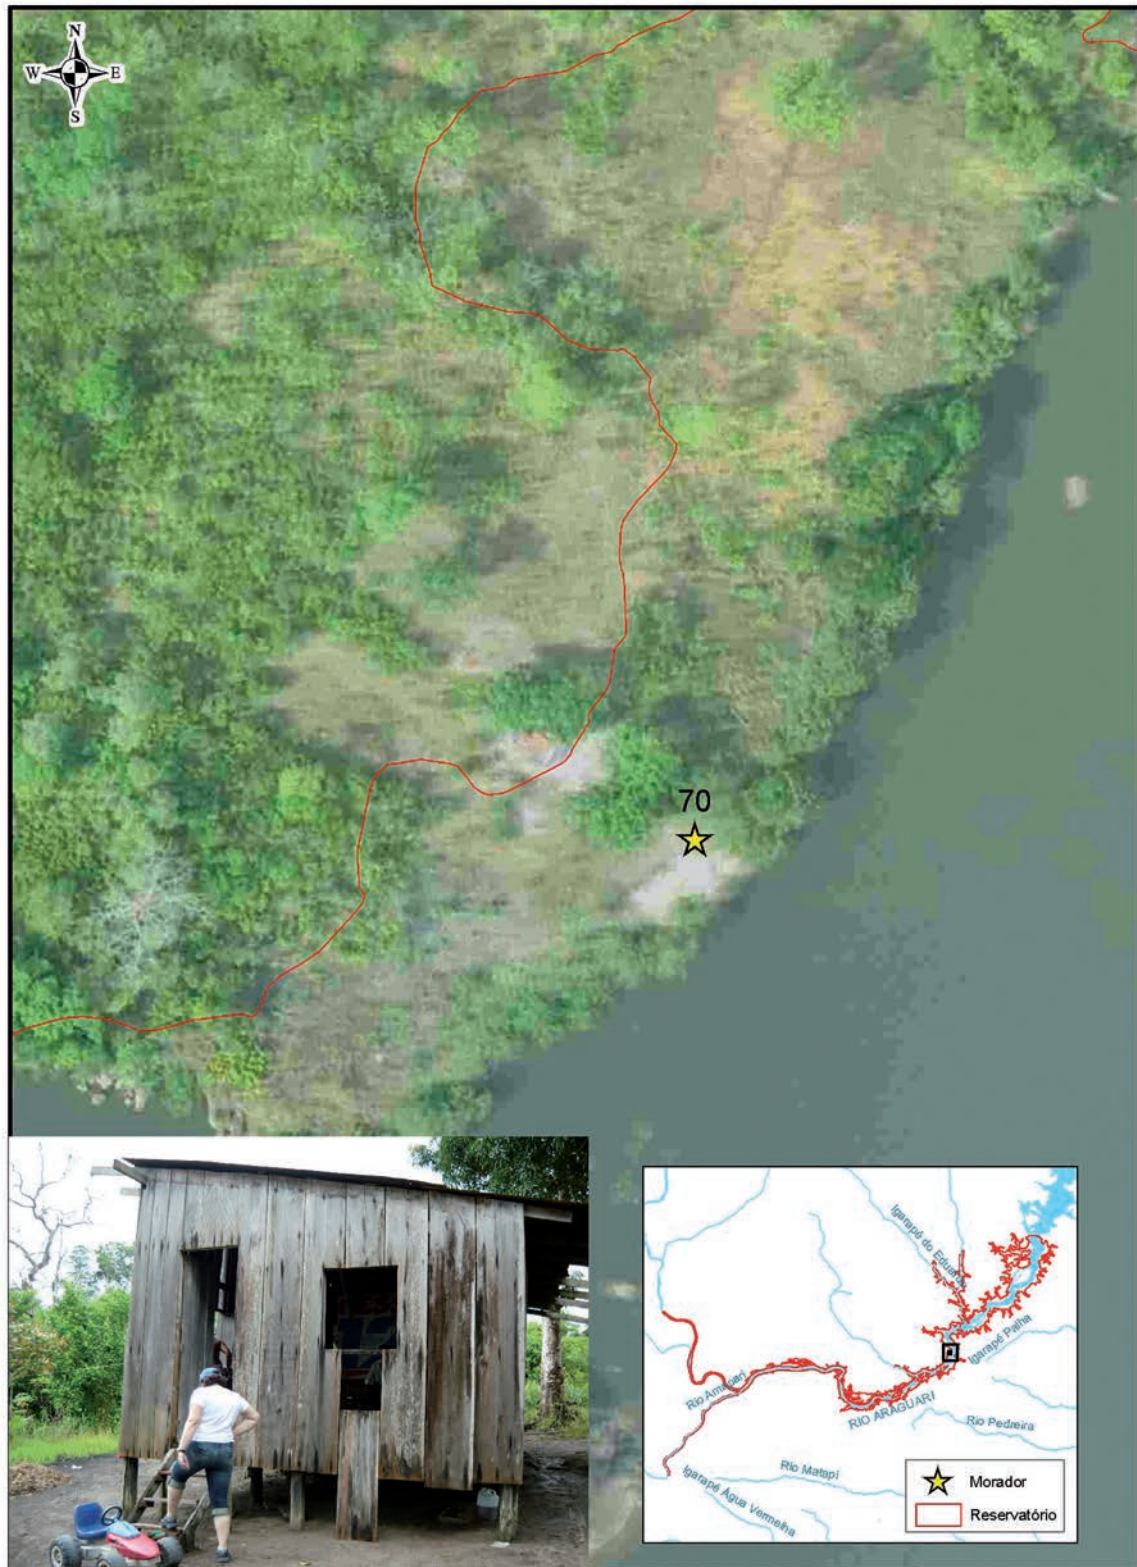 N
W E
S
70
Igarapé do Eduardo
Igarapé Palha
Rio Amapari
RIO ARAGUARI
Rio Pedreira
Rio Matapi
Igarapé Água Vermelha
Morador
Reservatório